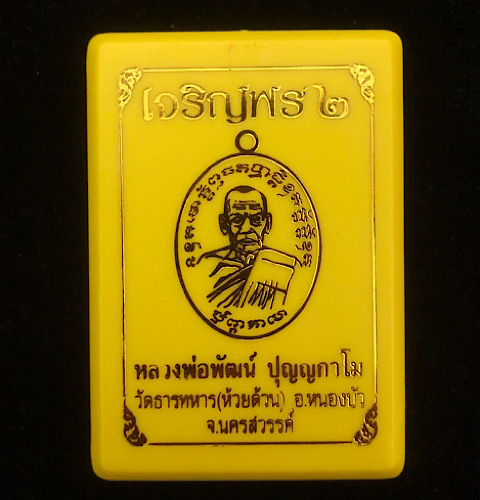 เจริญพร ๒
หลวงพ่อพัฒน์ ปุญญกาโม
วัดธารทหาร(ห้วยด้วน) อ.หนองบัว
จ.นครสวรรค์